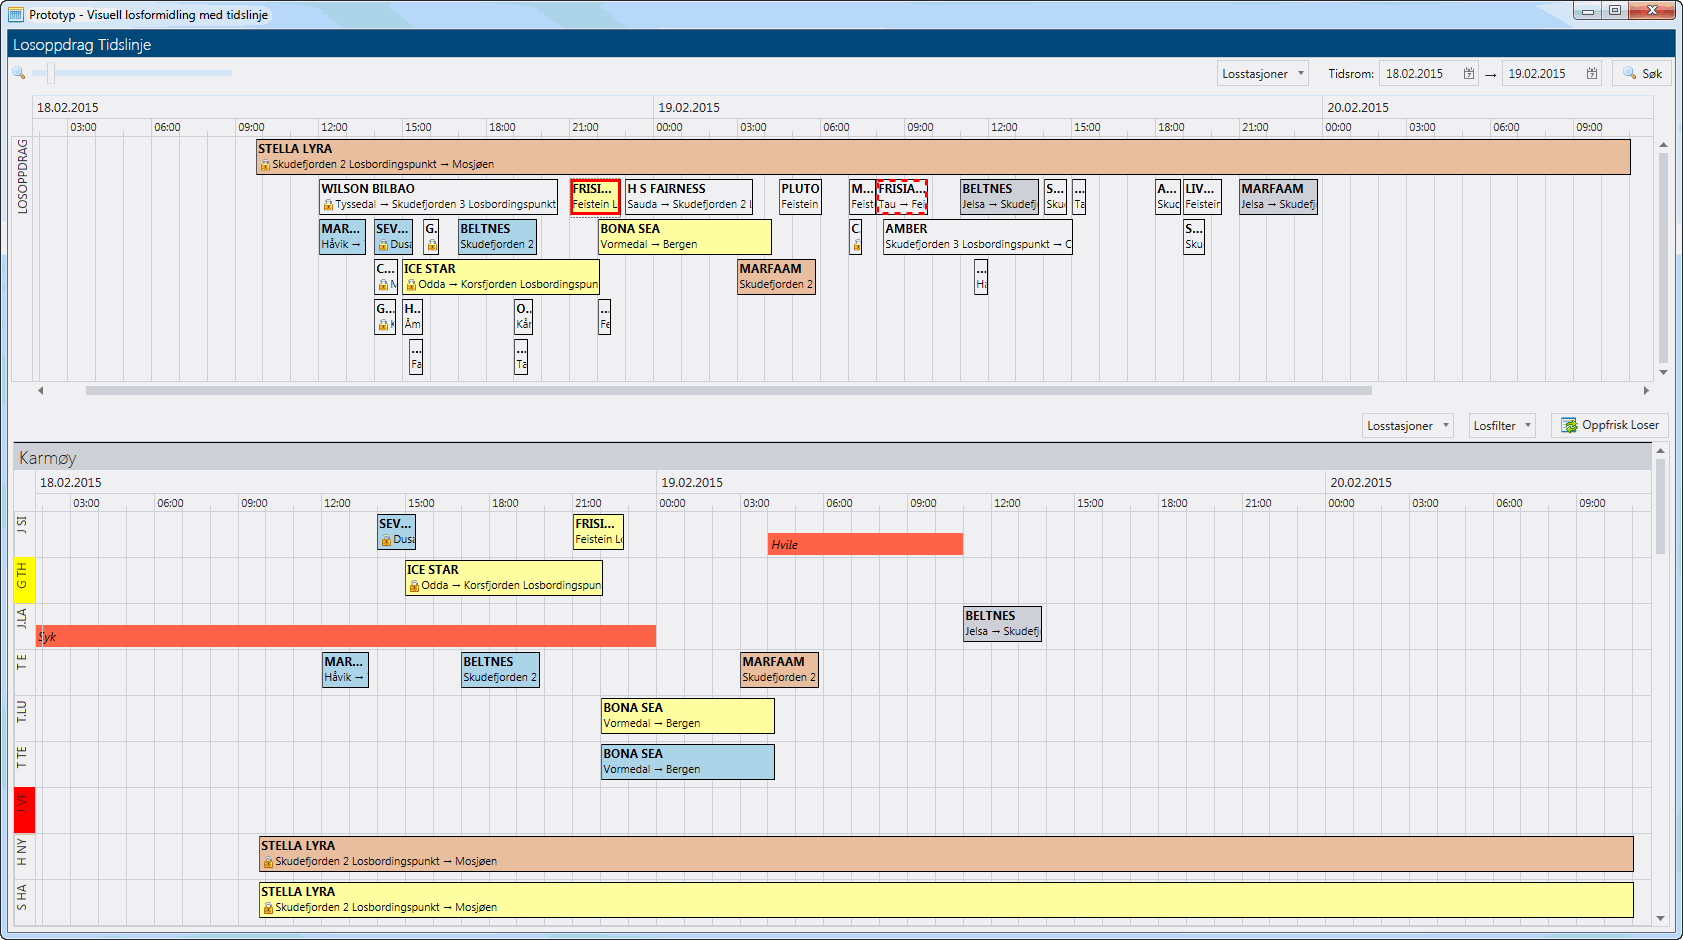 Prototyp - Visuell losformidling med tidslinje
Losoppdrag Tidslinje
Losstasjoner Tidsrom: 18.02.2015 → 19.02.2015 Søk
18.02.2015 19.02.2015 20.02.2015
03:00 06:00 09:00 12:00 15:00 18:00 21:00 00:00 03:00 06:00 09:00 12:00 15:00 18:00 21:00 00:00 03:00 06:00 09:00
LOSOPPDRAG
STELLA LYRA
Skudefjorden 2 Losbordingspunkt → Mosjøen
WILSON BILBAO FRISI... H S FAIRNESS PLUTO M... FRISIA... BELTNES S... ... A... LIV... MARFAAM
Tyssedal → Skudefjorden 3 Losbordingspunkt Feistein L Sauda → Skudefjorden 2 L Feistein Feist Tau → Fei Jelsa → Skudefj Sku Ta Skud Feistein Jelsa → Skudefj
MAR... SEV... G. BELTNES BONA SEA C. AMBER S...
Håvik → Dusa Skudefjorden 2 Vormedal → Bergen Skudefjorden 3 Losbordingspunkt → C Sku
C... ICE STAR MARFAAM ...
M Odda → Korsfjorden Losbordingspun Skudefjorden 2 Ha
G... H.. O.. ...
K Åm Kår Fe
... ...
Fa Ta
Losstasjoner Losfilter Oppfrisk Loser
Karmøy
18.02.2015 19.02.2015 20.02.2015
03:00 06:00 09:00 12:00 15:00 18:00 21:00 00:00 03:00 06:00 09:00 12:00 15:00 18:00 21:00 00:00 03:00 06:00 09:00
J SI
SEV... FRISI...
Dusa Feistein Lo
Hvile
G TH
ICE STAR
Odda → Korsfjorden Losbordingspun
J.LA
BELTNES
Jelsa → Skudefj
Syk
T E
MAR... BELTNES MARFAAM
Håvik → Skudefjorden 2 Skudefjorden 2
T.LU
BONA SEA
Vormedal → Bergen
T TE
BONA SEA
Vormedal → Bergen
J VE
H NY
STELLA LYRA
Skudefjorden 2 Losbordingspunkt → Mosjøen
S HA
STELLA LYRA
Skudefjorden 2 Losbordingspunkt → Mosjøen